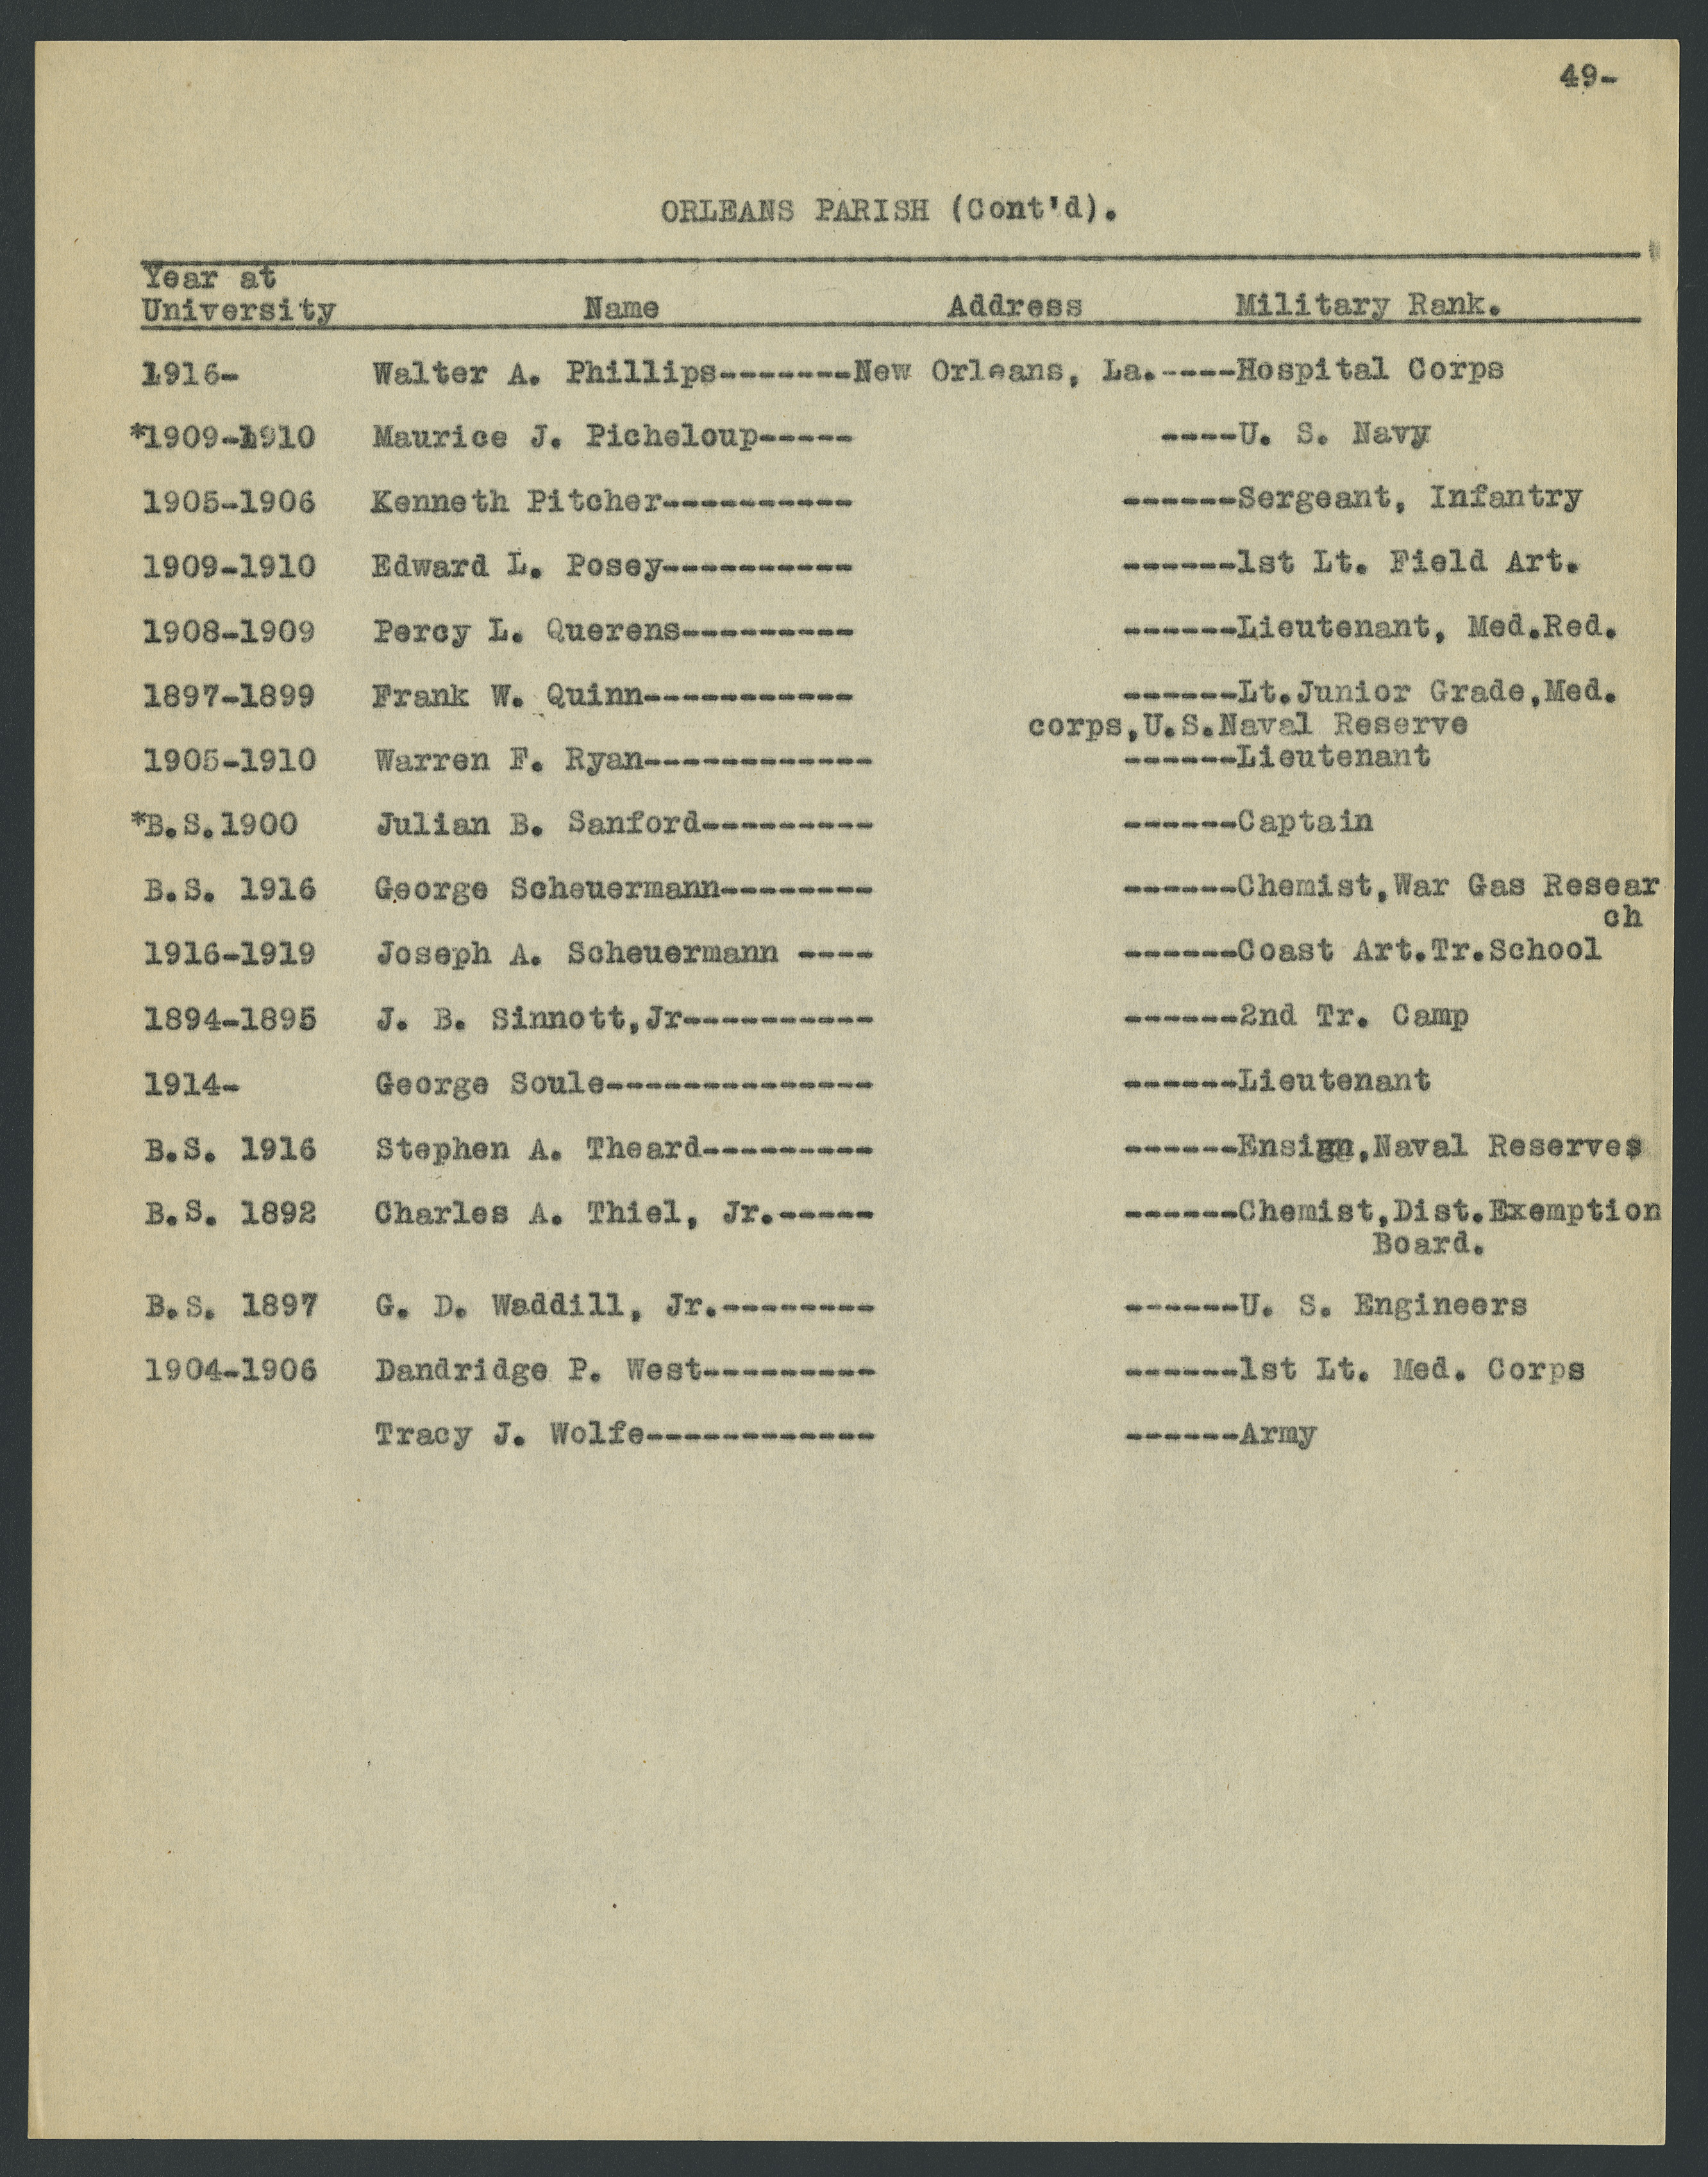 49-
ORLEANS PARISH (Cont'd).
Year at
University Name Address Military Rank.
1916- Walter A. Phillips-------New Orleans, La.----Hospital Corps
*1909-1910 Maurice J. Picheloup----- ----U. S. Navy
1905-1906 Kenneth Pitcher---------- ------Sergeant, Infantry
1909-1910 Edward L. Posey---------- ------1st Lt. Field Art.
1908-1909 Percy L. Querens--------- ------Lieutenant, Med.Red.
1897-1899 Frank W. Quinn----------- ------Lt.Junior Grade,Med.
corps,U.S.Naval Reserve
1905-1910 Warren F. Ryan------------ ------Lieutenant
*B.S.1900 Julian B. Sanford--------- ------Captain
B.S. 1916 George Scheuermann-------- ------Chemist,War Gas Resear
ch
1916-1919 Joseph A. Scheuermann ---- ------Coast Art.Tr.School
1894-1895 J. B. Sinnott,Jr---------- ------2nd Tr. Camp
1914- George Soule-------------- ------Lieutenant
B.S. 1916 Stephen A. Theard--------- ------Ensign,Naval Reserves
B.S. 1892 Charles A. Thiel, Jr.----- ------Chemist,Dist.Exemption
Board.
B.S. 1897 G. D. Waddill, Jr.-------- ------U. S. Engineers
1904-1906 Dandridge P. West--------- ------1st Lt. Med. Corps
Tracy J. Wolfe------------ ------Army